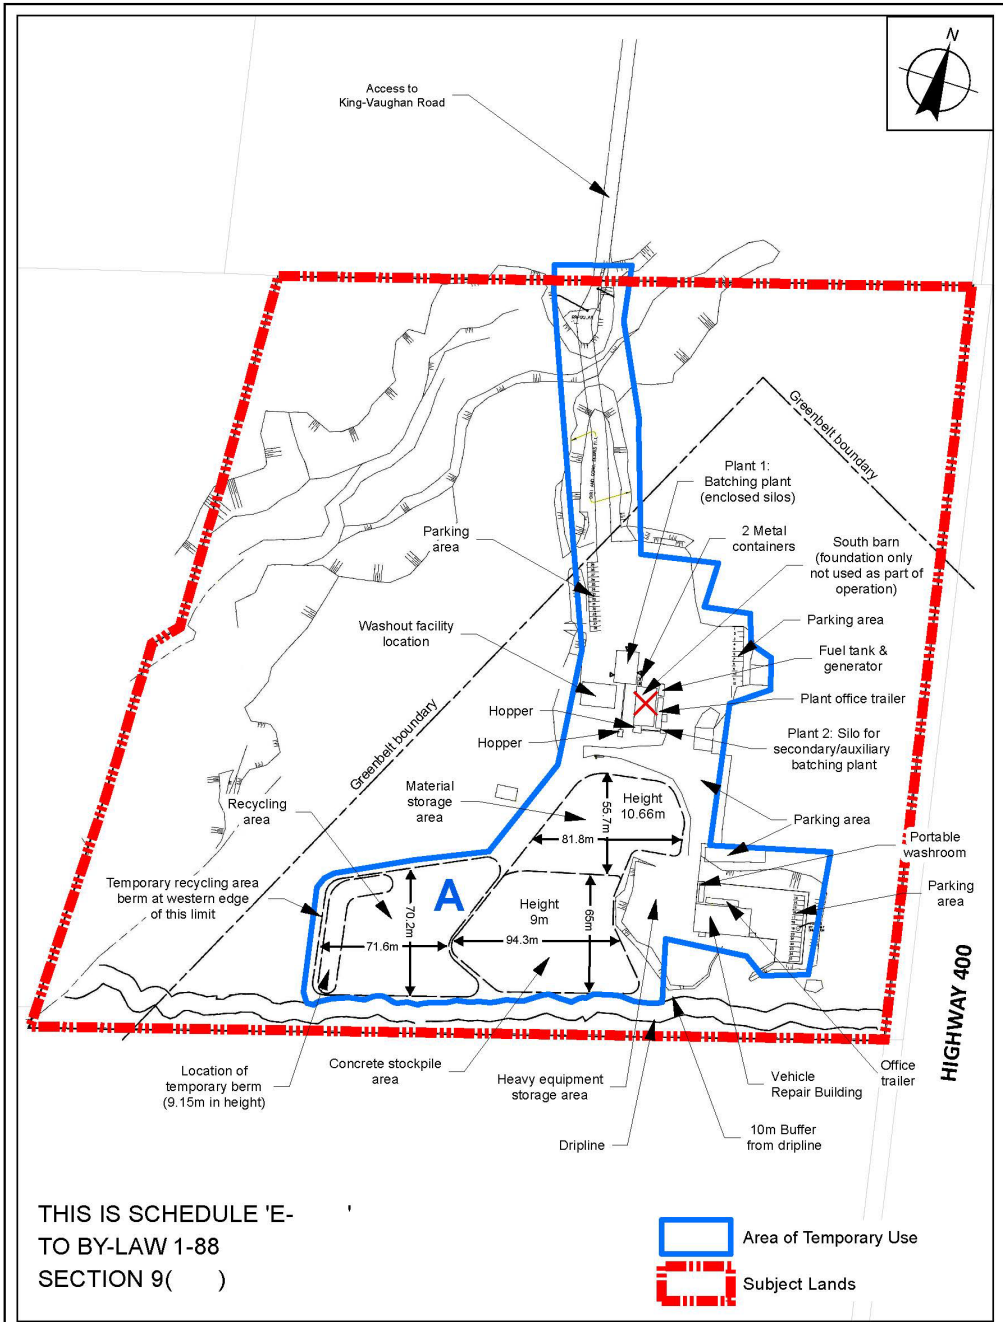 N
Access to
King-Vaughan Road
Greenbelt boundary
Plant 1:
Batching plant
(enclosed silos)
2 Metal
containers
South barn
(foundation only
not used as part of
operation)
Parking
area
Parking area
Washout facility
location
Fuel tank &
generator
Plant office trailer
Hopper
Hopper
Plant 2: Silo for
secondary/auxiliary
batching plant
Greenbelt boundary
Material
storage
area
Recycling
area
Height
10.66m
55.7m
81.8m
Parking area
Portable
washroom
Parking
area
Temporary recycling area
berm at western edge
of this limit
A
70.2m
71.6m
Height
9m
65m
94.3m
HIGHWAY 400
Location of
temporary berm
(9.15m in height)
Concrete stockpile
area
Heavy equipment
storage area
Vehicle
Repair Building
Office
trailer
Dripline
10m Buffer
from dripline
THIS IS SCHEDULE 'E- '
TO BY-LAW 1-88
SECTION 9( )
Area of Temporary Use
Subject Lands